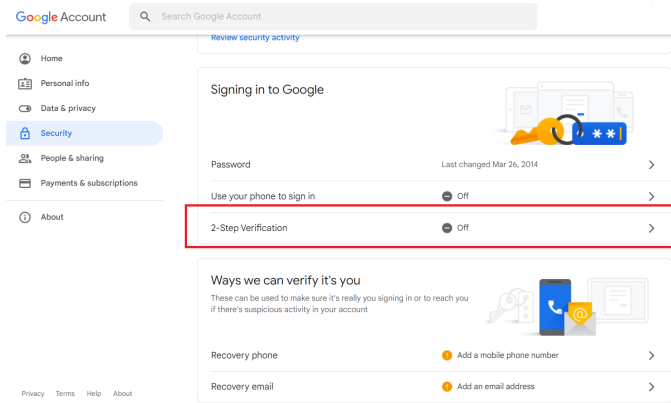 Google Account
Search Google Account
Review security activity
Home
Personal info
Data & privacy
Security
People & sharing
Payments & subscriptions
About
Signing in to Google
**
Password Last changed Mar 26, 2014
Use your phone to sign in Off
2-Step Verification Off
Ways we can verify it's you
These can be used to make sure it's really you signing in or to reach you
if there's suspicious activity in your account
@
Recovery phone ! Add a mobile phone number
Recovery email ! Add an email address
Privacy Terms Help About